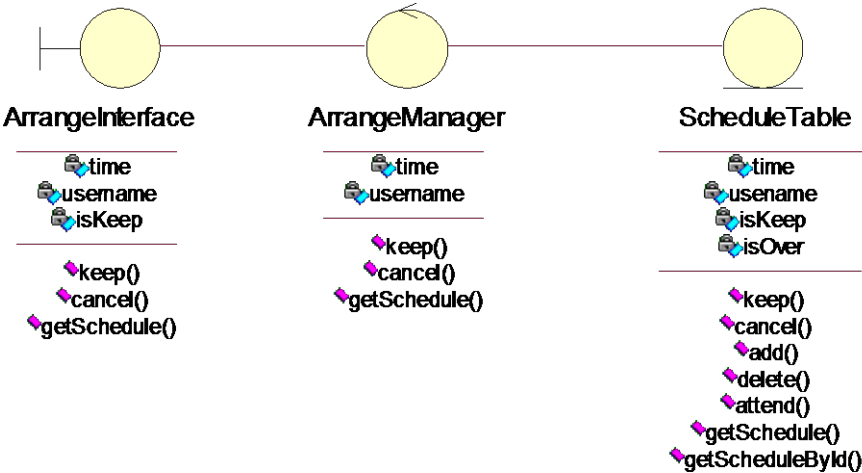 ArrangeInterface
time
username
isKeep
keep()
cancel()
getSchedule()
ArrangeManager
time
username
keep()
cancel()
getSchedule()
ScheduleTable
time
usename
isKeep
isOver
keep()
cancel()
add()
delete()
attend()
getSchedule()
getScheduleById()